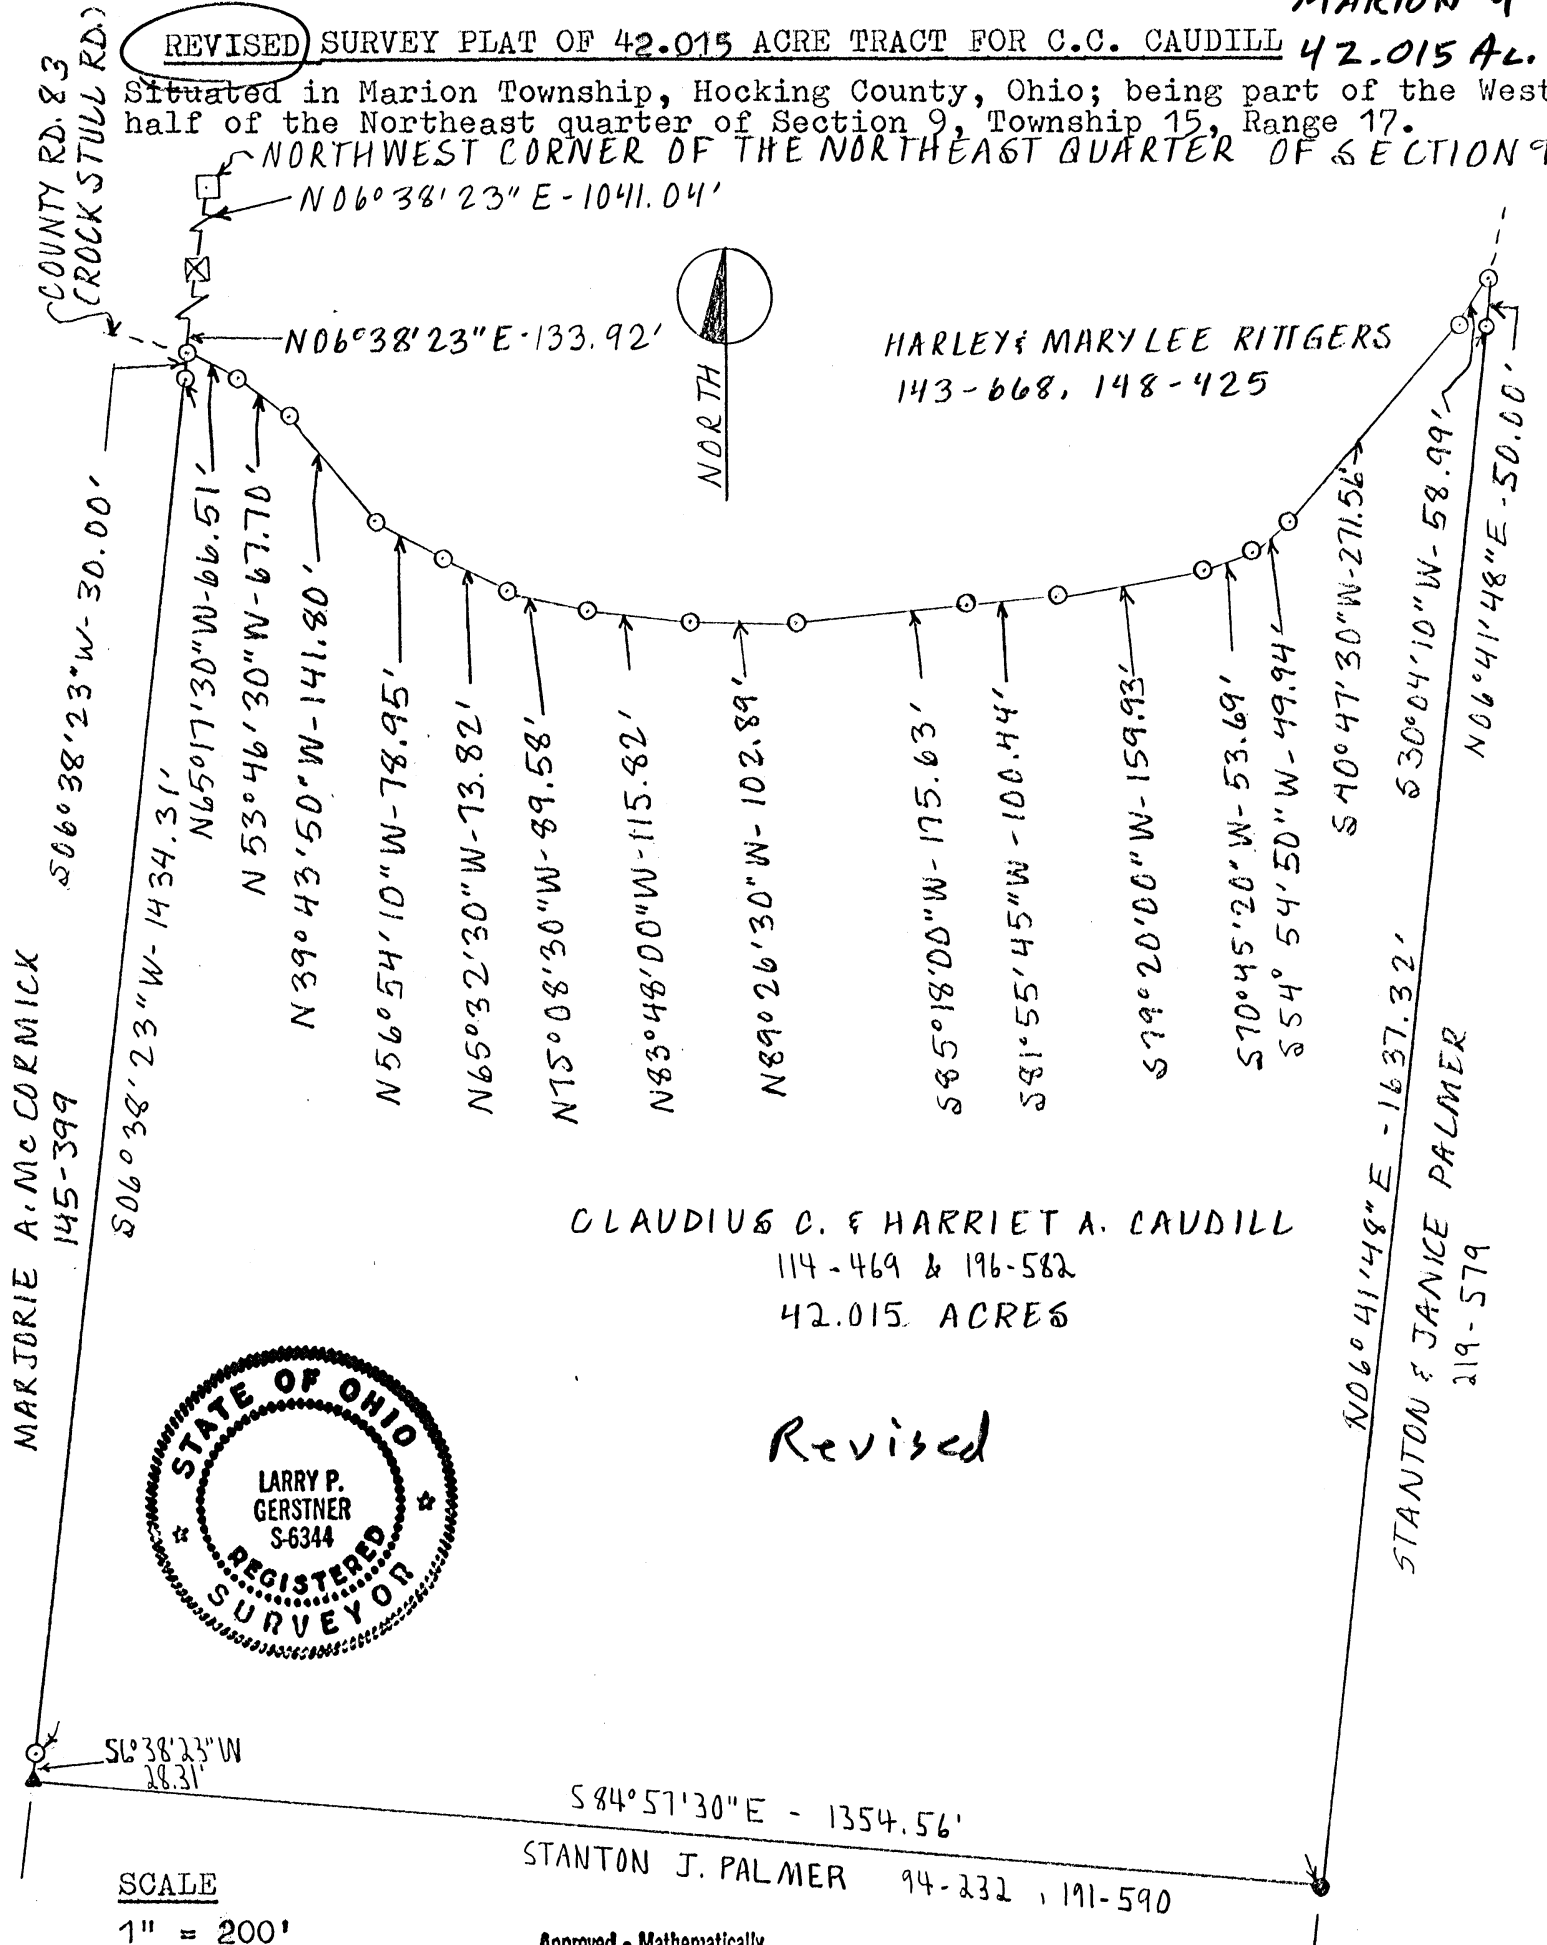 MARION 9
REVISED SURVEY PLAT OF 42.015 ACRE TRACT FOR C.C. CAUDILL
42.015 AC.
Situated in Marion Township, Hocking County, Ohio; being part of the West
half of the Northeast quarter of Section 9, Township 15, Range 17.
NORTHWEST CORNER OF THE NORTHEAST QUARTER OF SECTION 9
COUNTY RD. 83
(ROCKSTULL RD.)
N06°38'23"E-1041.04'
N06°38'23"E-133.92'
NORTH
HARLEY & MARY LEE RITTGERS
143-668, 148-425
S06°38'23"W-30.00'
S06°38'23"W-1434.31'
N65°17'30"W-66.51'
N53°46'30"W-67.70'
N39°43'50"W-141.80'
N56°54'10"W-78.95'
N65°32'30"W-73.82'
N75°08'30"W-89.58'
N83°48'00"W-115.82'
N89°26'30"W-102.89'
S85°18'00"W-175.63'
S81°55'45"W-100.44'
S79°20'00"W-159.93'
S70°45'20"W-53.69'
S54°54'50"W-49.94'
S40°47'30"W-271.56'
S30°04'10"W-58.99'
N06°41'48"E-50.00'
N06°41'48"E-1637.32'
MARJORIE A. McCORMICK
145-399
STANTON & JANICE PALMER
219-579
CLAUDIUS C. & HARRIET A. CAUDILL
114-469 & 196-582
42.015 ACRES
Revised
STATE OF OHIO
LARRY P.
GERSTNER
S-6344
REGISTERED
SURVEYOR
S6°38'23"W
28.31'
S84°57'30"E - 1354.56'
STANTON J. PALMER 94-232, 191-590
SCALE
1" = 200'
Approved - Mathematically